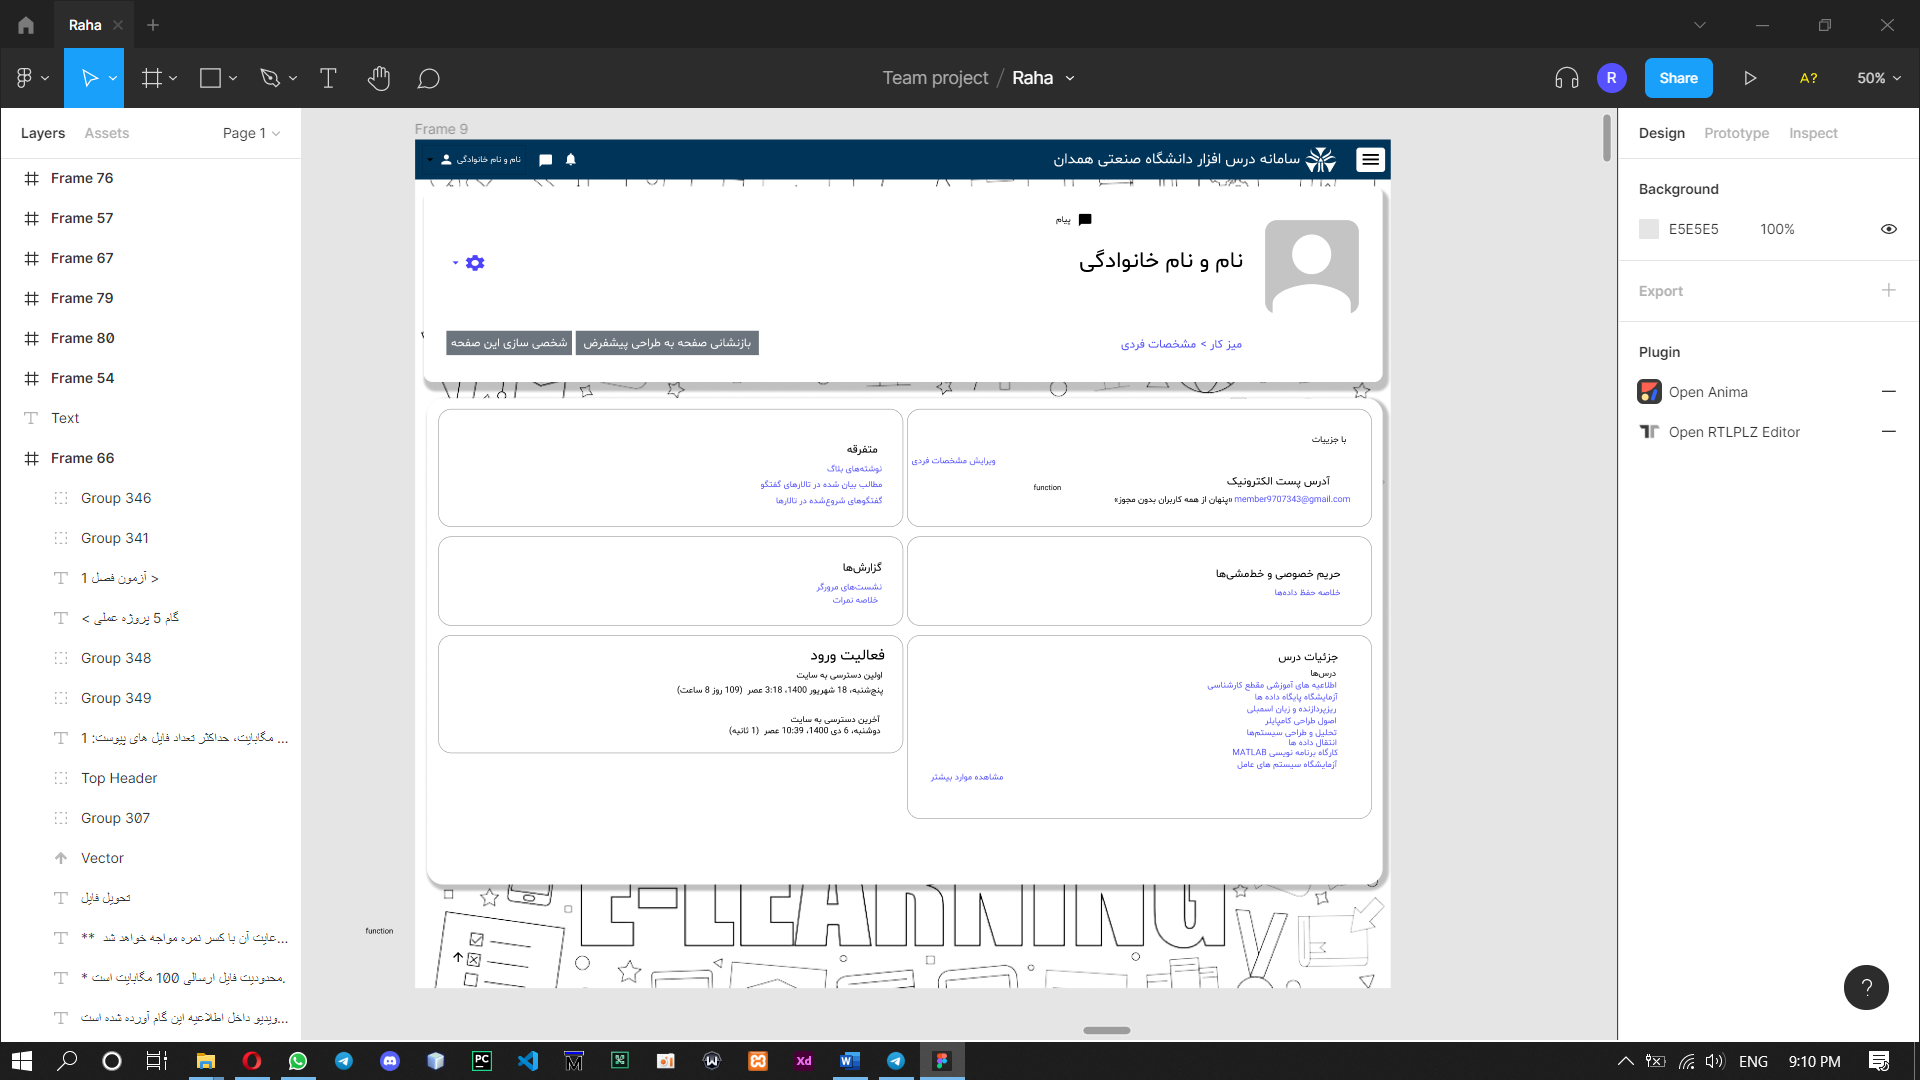 Raha
Team project / Raha
R
Share
A?
50%
Layers
Assets
Page 1
Frame 76
Frame 57
Frame 67
Frame 79
Frame 80
Frame 54
Text
Frame 66
Group 346
Group 341
آزمون فصل 1 >
گام 5 پروژه عملی >
Group 348
Group 349
... مگابایت، حداکثر تعداد فایل های پیوست: 1
Top Header
Group 307
Vector
تحویل فایل
** عایت آن با کسر نمره مواجه خواهد شد...
* محدودیت فایل ارسالی 100 مگابایت است.
ویدیو داخل اطلاعیه این گام آورده شده است...
Frame 9
سامانه درس افزار دانشگاه صنعتی همدان
نام و نام خانوادگی
پیام
نام و نام خانوادگی
میز کار > مشخصات فردی
بازنشانی صفحه به طراحی پیشفرض
شخصی سازی این صفحه
با جزییات
ویرایش مشخصات فردی
آدرس پست الکترونیک
function
member9707343@gmail.com «پنهان از همه کاربران بدون مجوز»
متفرقه
نوشته‌های بلاگ
مطالب بیان شده در تالارهای گفتگو
گفتگوهای شروع‌شده در تالارها
حریم خصوصی و خط‌مشی‌ها
خلاصه حفظ داده‌ها
گزارش‌ها
نشست‌های مرورگر
خلاصه نمرات
جزئیات درس
درس‌ها
اطلاعیه های آموزشی مقطع کارشناسی
آزمایشگاه پایگاه داده ها
ریزپردازنده و زبان اسمبلی
اصول طراحی کامپایلر
تحلیل و طراحی سیستم‌ها
انتقال داده ها
کارگاه برنامه نویسی MATLAB
آزمایشگاه سیستم های عامل
مشاهده موارد بیشتر
فعالیت ورود
اولین دسترسی به سایت
پنج‌شنبه، 18 شهریور 1400، 3:18 عصر (109 روز 8 ساعت)
آخرین دسترسی به سایت
دوشنبه، 6 دی 1400، 10:39 عصر (1 ثانیه)
E-LEARNING
function
Design
Prototype
Inspect
Background
E5E5E5
100%
Export
Plugin
Open Anima
Open RTLPLZ Editor
?
PC
Xd
ENG
9:10 PM